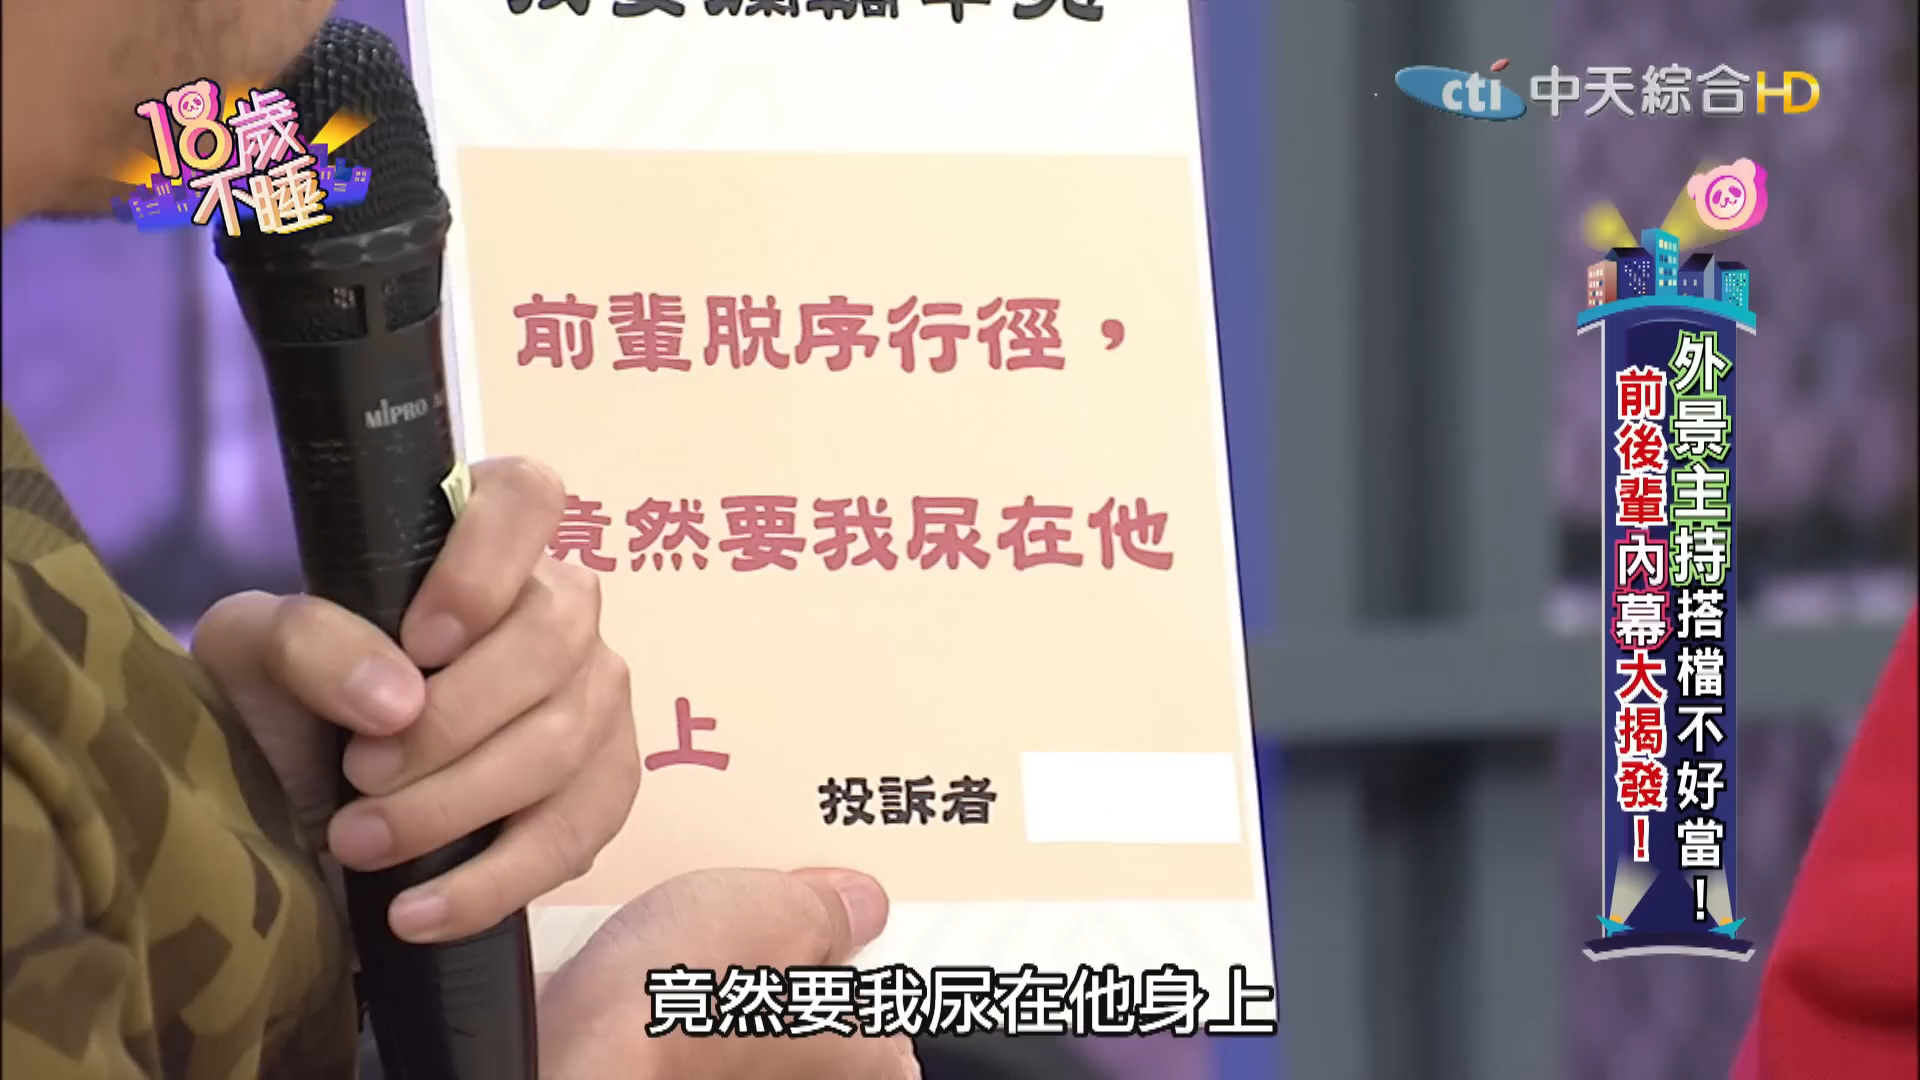 18歲
不睡
cti 中天綜合HD
前輩脫序行徑，
竟然要我尿在他
上
投訴者
MIPRO
外景主持搭檔不好當！
前後輩內幕大揭發！
竟然要我尿在他身上